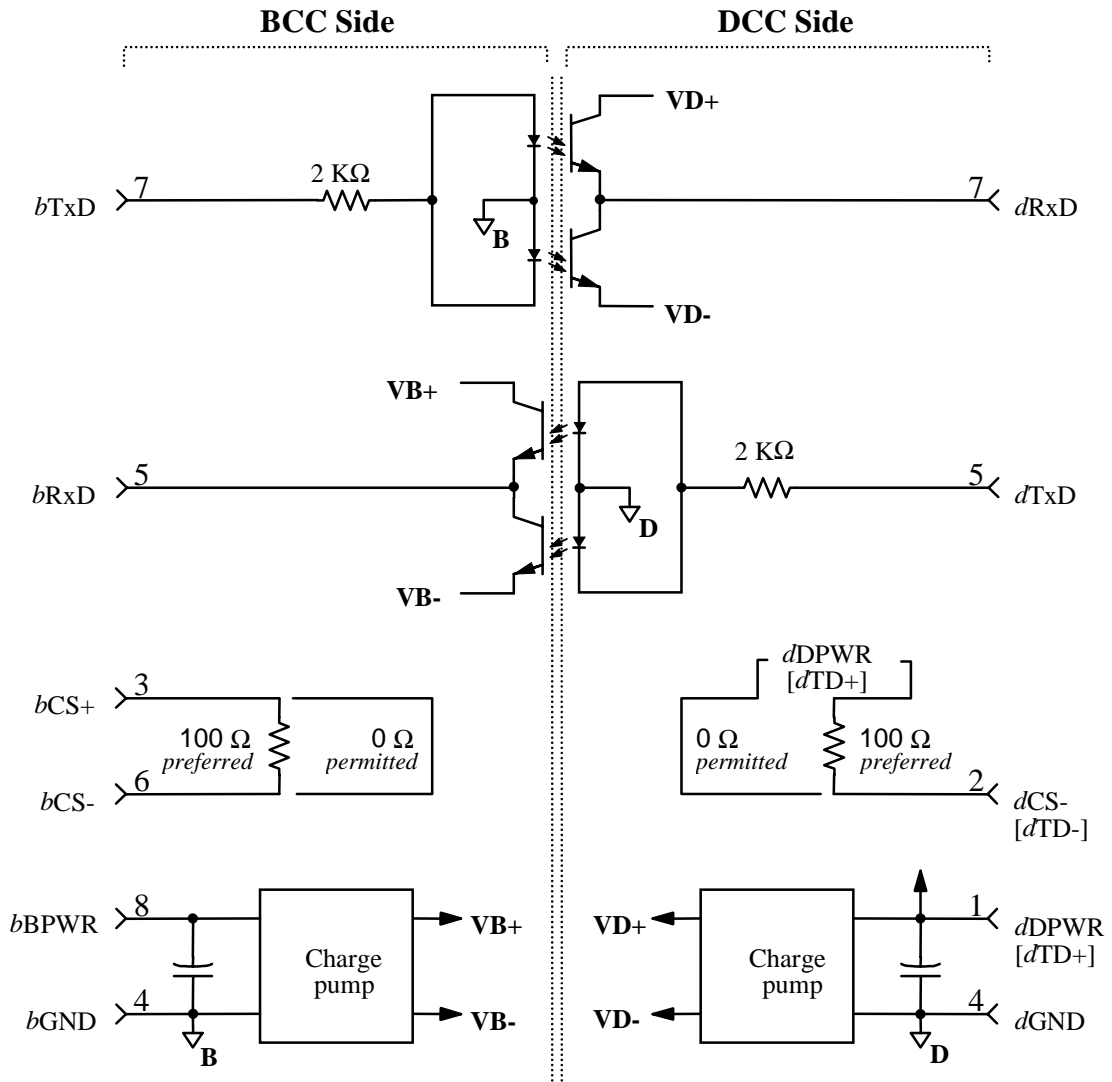 BCC Side
DCC Side
VD+
2 KΩ
7
7
bTxD
dRxD
B
VD-
VB+
2 KΩ
5
5
bRxD
dTxD
D
VB-
dDPWR
[dTD+]
3
bCS+
100 Ω
preferred
0 Ω
permitted
0 Ω
permitted
100 Ω
preferred
6
2
bCS-
dCS-
[dTD-]
8
1
bBPWR
VB+
VD+
dDPWR
[dTD+]
Charge
pump
Charge
pump
4
4
bGND
VB-
VD-
dGND
B
D